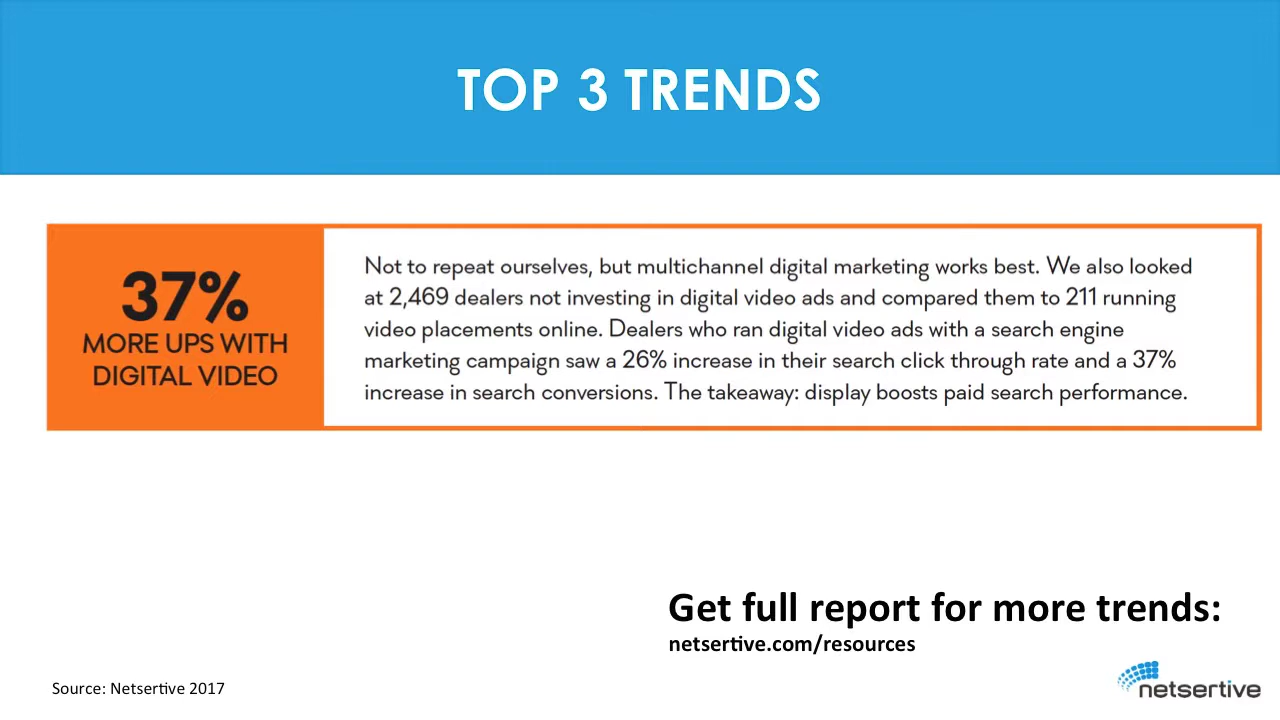 TOP 3 TRENDS
37%
MORE UPS WITH
DIGITAL VIDEO
Not to repeat ourselves, but multichannel digital marketing works best. We also looked
at 2,469 dealers not investing in digital video ads and compared them to 211 running
video placements online. Dealers who ran digital video ads with a search engine
marketing campaign saw a 26% increase in their search click through rate and a 37%
increase in search conversions. The takeaway: display boosts paid search performance.
Get full report for more trends:
netsertive.com/resources
Source: Netsertive 2017
netsertive